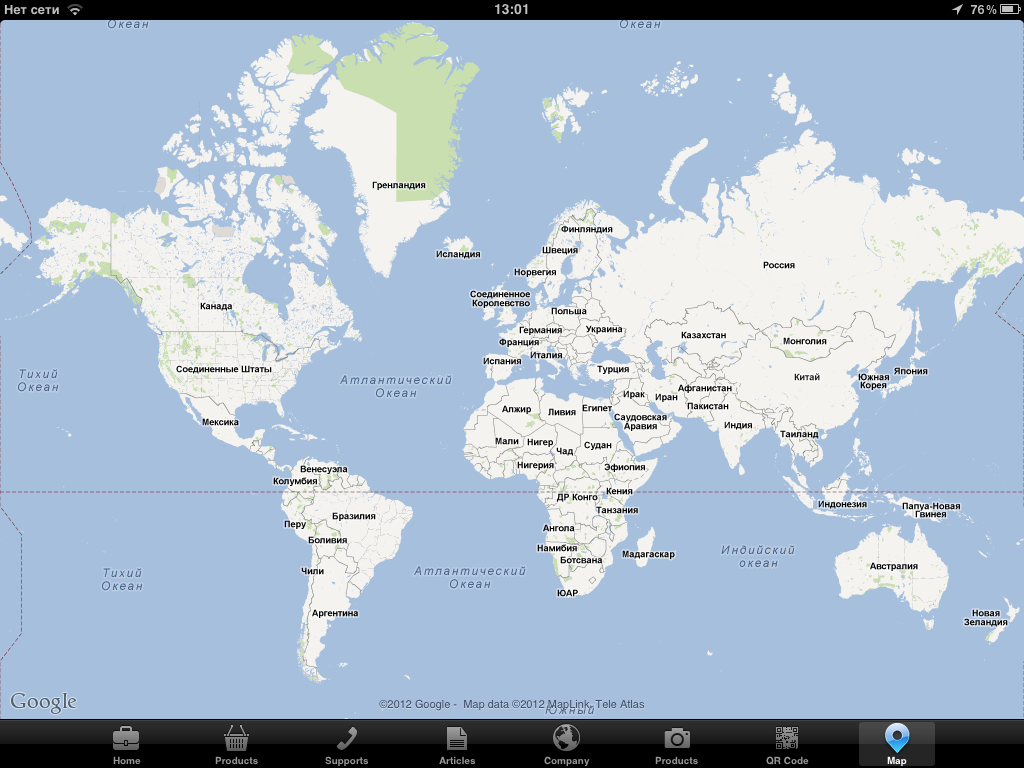 Нет сети
13:01
76%
Океан
Океан
Гренландия
Финляндия
Исландия
Швеция
Россия
Норвегия
Соединенное
Королевство
Канада
Польша
Германия
Украина
Казахстан
Франция
Монголия
Италия
Испания
Соединенные Штаты
Турция
Тихий
Океан
Атлантический
Океан
Китай
Южная
Корея
Япония
Афганистан
Ирак
Иран
Пакистан
Алжир
Ливия
Египет
Саудовская
Аравия
Мексика
Индия
Таиланд
Мали
Нигер
Чад
Судан
Нигерия
Эфиопия
Венесуэла
Колумбия
ДР Конго
Кения
Индонезия
Папуа-Новая
Гвинея
Танзания
Бразилия
Перу
Ангола
Боливия
Намибия
Ботсвана
Мадагаскар
Индийский
океан
Австралия
Чили
Тихий
Океан
Атлантический
Океан
ЮАР
Аргентина
Новая
Зеландия
Google
©2012 Google - Map data ©2012 MapLink, Tele Atlas
Южный
Home
Products
Supports
Articles
Company
Products
QR Code
Map